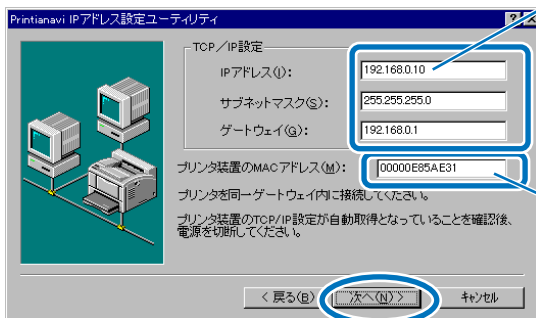 Printianavi IPアドレス設定ユーティリティ
TCP/IP設定
IPアドレス(I):
192.168.0.10
サブネットマスク(S):
255.255.255.0
ゲートウェイ(G):
192.168.0.1
プリンタ装置のMACアドレス(M):
00000E85AE31
プリンタを同一ゲートウェイ内に接続してください。
プリンタ装置のTCP/IP設定が自動取得となっていることを確認後、
電源を切断してください。
< 戻る(B)
次へ(N) >
キャンセル